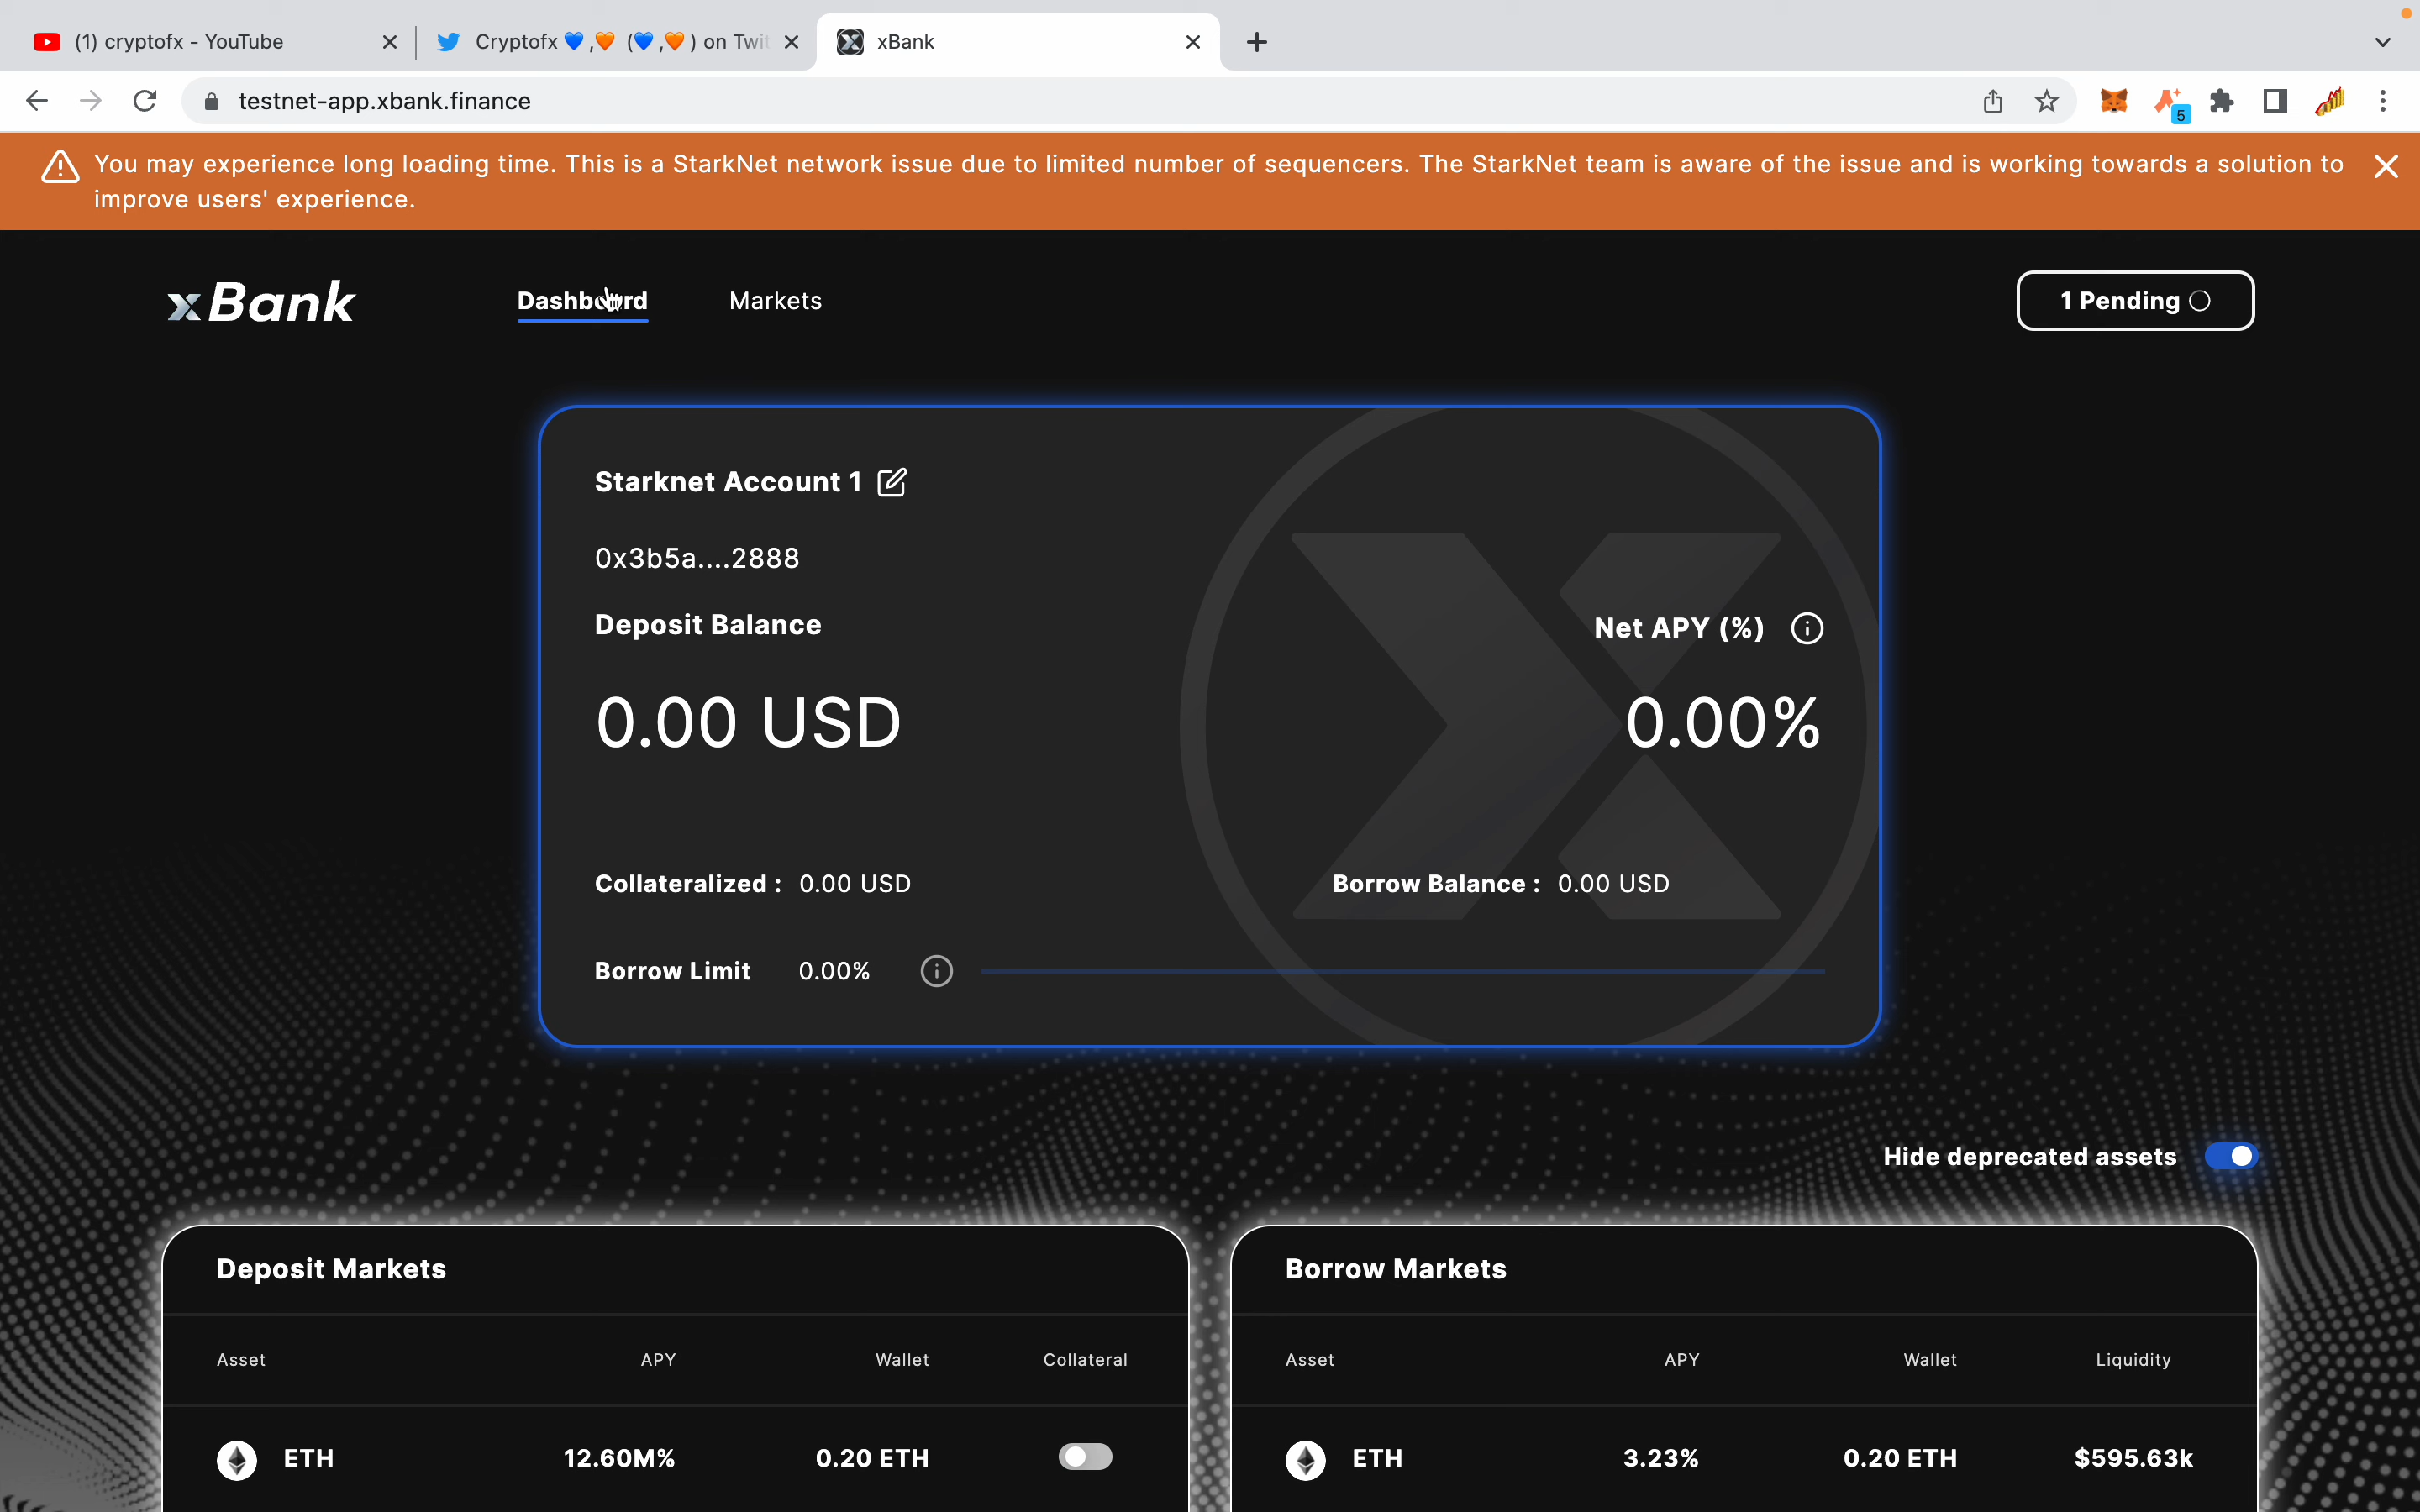 (1) cryptofx - YouTube
Cryptofx 💙,🧡 (💙,🧡) on Twit
xBank
testnet-app.xbank.finance
5
You may experience long loading time. This is a StarkNet network issue due to limited number of sequencers. The StarkNet team is aware of the issue and is working towards a solution to
improve users' experience.
xBank
Dashboard
Markets
1 Pending
Starknet Account 1
0x3b5a....2888
Deposit Balance
Net APY (%)
0.00 USD
0.00%
Collateralized : 0.00 USD
Borrow Balance : 0.00 USD
Borrow Limit 0.00%
Hide deprecated assets
Deposit Markets
Asset APY Wallet Collateral
ETH 12.60M% 0.20 ETH
Borrow Markets
Asset APY Wallet Liquidity
ETH 3.23% 0.20 ETH $595.63k